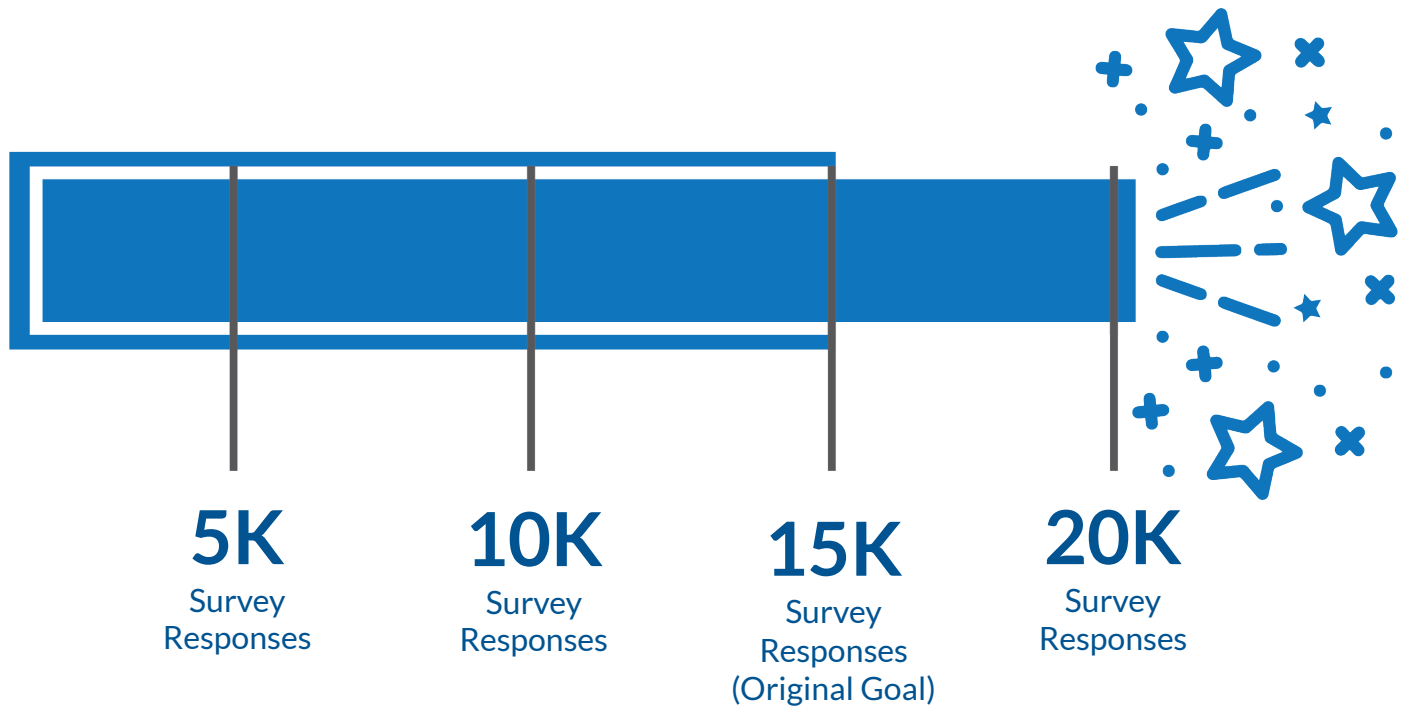 5K
Survey
Responses
10K
Survey
Responses
15K
Survey
Responses
(Original Goal)
20K
Survey
Responses